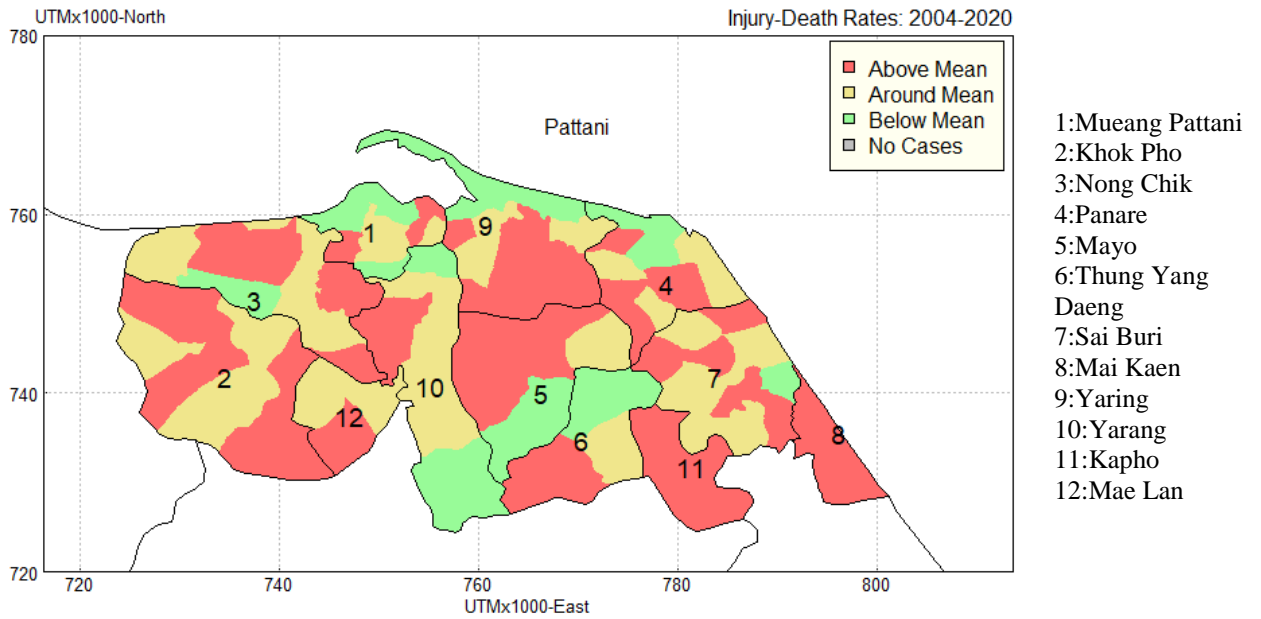 UTMx1000-North
Injury-Death Rates: 2004-2020
780
Above Mean
Around Mean
Below Mean
No Cases
Pattani
1:Mueang Pattani
2:Khok Pho
3:Nong Chik
4:Panare
5:Mayo
6:Thung Yang
Daeng
7:Sai Buri
8:Mai Kaen
9:Yaring
10:Yarang
11:Kapho
12:Mae Lan
760
1
9
4
3
2
10
7
740
5
12
8
6
11
720
720
740
760
780
800
UTMx1000-East